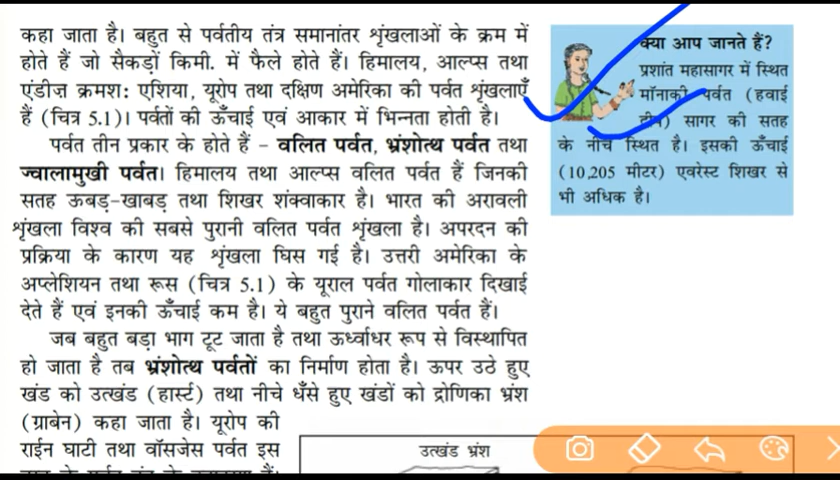 कहा जाता है। बहुत से पर्वतीय तंत्र समानांतर शृंखलाओं के क्रम में
होते हैं जो सैकड़ों किमी. में फैले होते हैं। हिमालय, आल्प्स तथा
एंडीज़ क्रमश: एशिया, यूरोप तथा दक्षिण अमेरिका की पर्वत शृंखलाएँ
हैं (चित्र 5.1)। पर्वतों की ऊँचाई एवं आकार में भिन्नता होती है।
पर्वत तीन प्रकार के होते हैं – वलित पर्वत, भ्रंशोत्थ पर्वत तथा
ज्वालामुखी पर्वत। हिमालय तथा आल्प्स वलित पर्वत हैं जिनकी
सतह ऊबड़-खाबड़ तथा शिखर शंक्वाकार है। भारत की अरावली
शृंखला विश्व की सबसे पुरानी वलित पर्वत शृंखला है। अपरदन की
प्रक्रिया के कारण यह शृंखला घिस गई है। उत्तरी अमेरिका के
अप्लेशियन तथा रूस (चित्र 5.1) के यूराल पर्वत गोलाकार दिखाई
देते हैं एवं इनकी ऊँचाई कम है। ये बहुत पुराने वलित पर्वत हैं।
जब बहुत बड़ा भाग टूट जाता है तथा ऊर्ध्वाधर रूप से विस्थापित
हो जाता है तब भ्रंशोत्थ पर्वतों का निर्माण होता है। ऊपर उठे हुए
खंड को उत्खंड (हार्स्ट) तथा नीचे धँसे हुए खंडों को द्रोणिका भ्रंश
(ग्राबेन) कहा जाता है। यूरोप की
राईन घाटी तथा वॉसजेस पर्वत इस
क्या आप जानते हैं?
प्रशांत महासागर में स्थित
मॉनाकी पर्वत (हवाई
द्वीप) सागर की सतह
के नीचे स्थित है। इसकी ऊँचाई
(10,205 मीटर) एवरेस्ट शिखर से
भी अधिक है।
उत्खंड भ्रंश